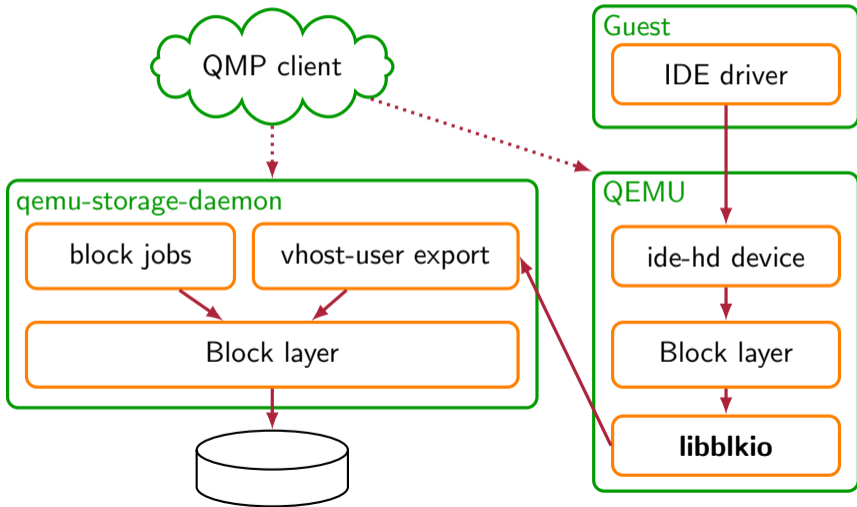 QMP client
Guest
IDE driver
qemu-storage-daemon
block jobs
vhost-user export
Block layer
QEMU
ide-hd device
Block layer
libblkio